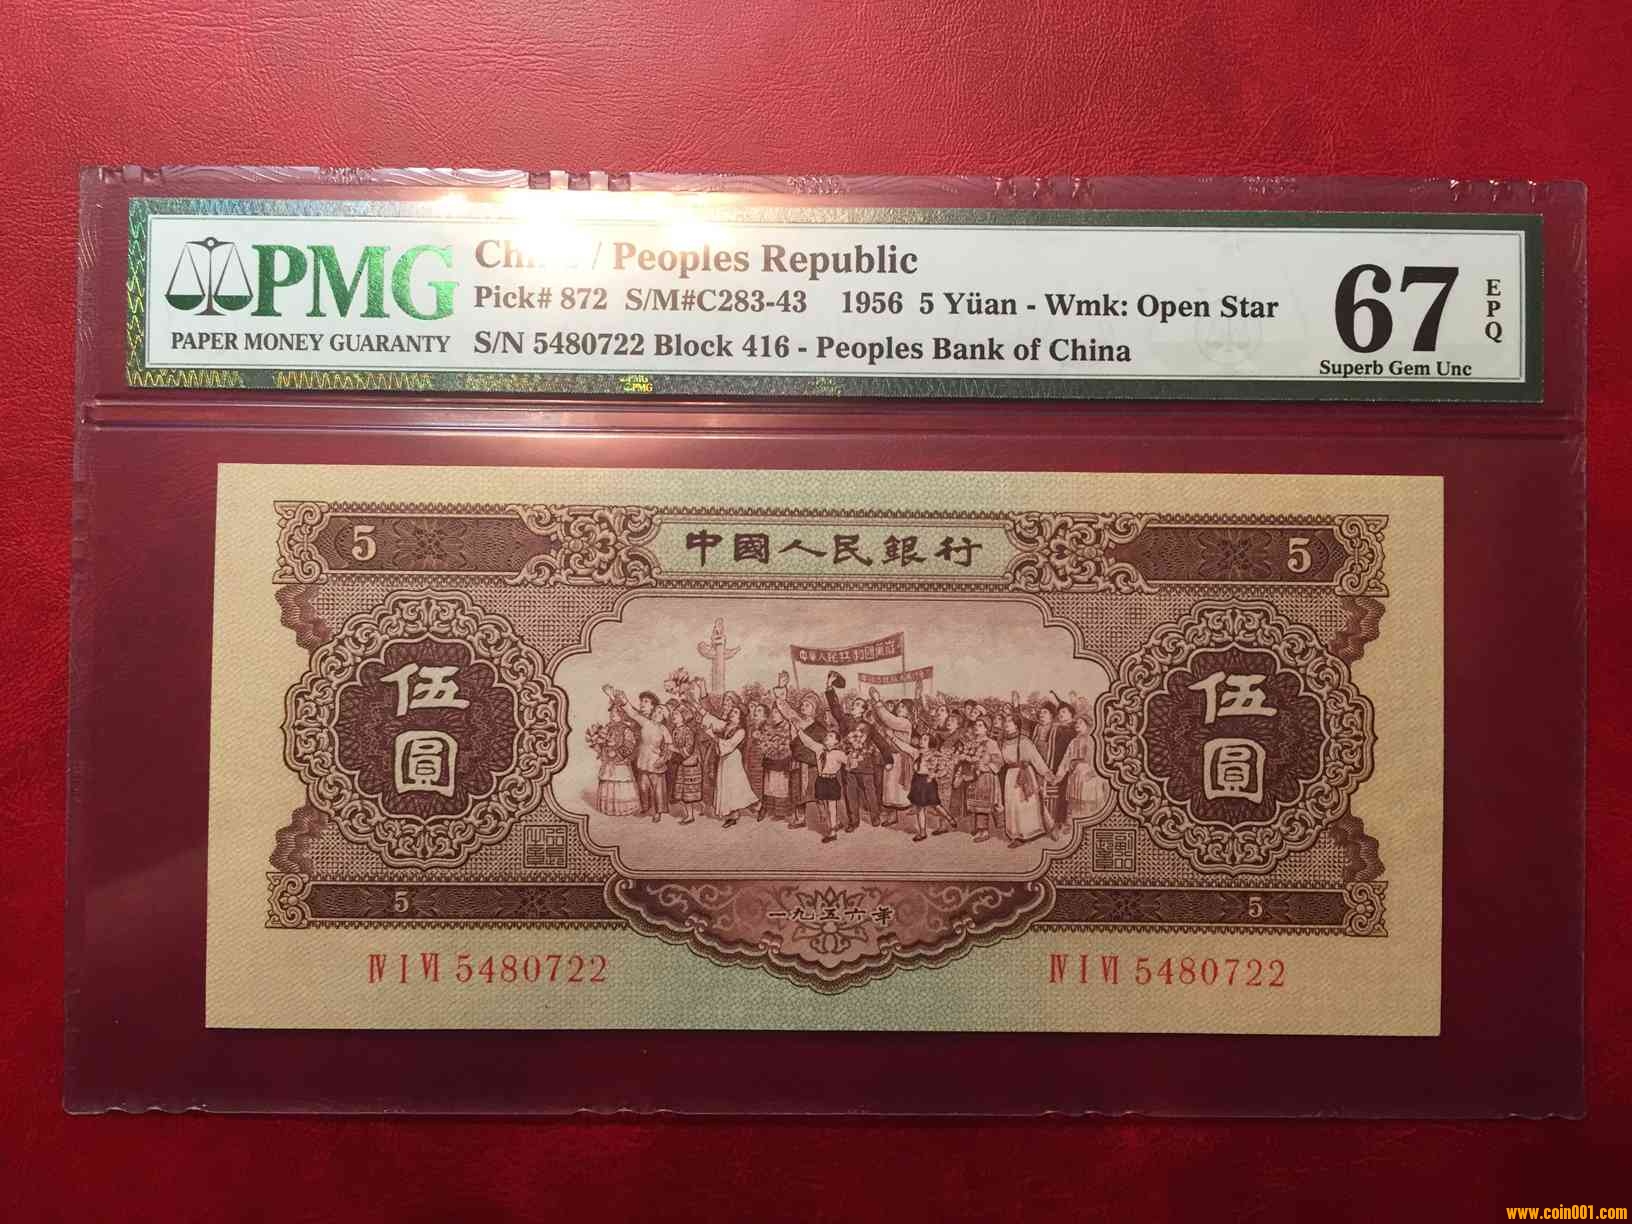 PMG
PAPER MONEY GUARANTY
/ Peoples Republic
Pick# 872 S/M#C283-43 1956 5 Yüan - Wmk: Open Star
S/N 5480722 Block 416 - Peoples Bank of China
67
EPQ
Superb Gem Unc
PMG
PMG
5
中國人民銀行
5
伍圓
伍圓
5
一九五六年
5
Ⅳ Ⅰ Ⅵ 5480722
Ⅳ Ⅰ Ⅵ 5480722
www.coin001.com